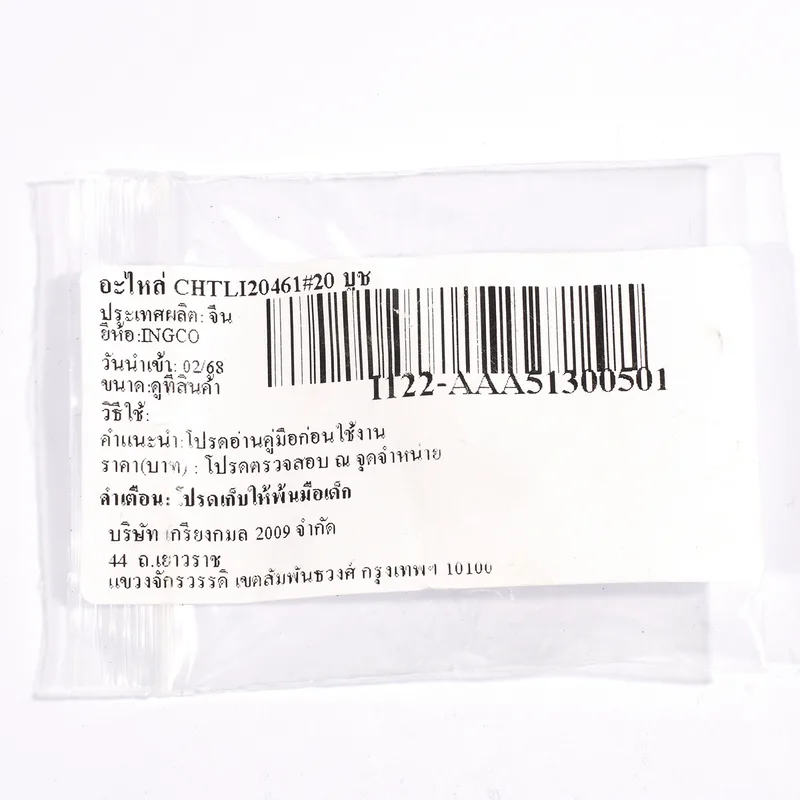 อะไหล่ CHTLI20461#20 บูช
ประเทศผลิต: จีน
ยี่ห้อ:INGCO
วันนำเข้า: 02/68
ขนาด:ดูที่สินค้า
I122-AAA51300501
วิธีใช้:
คำแนะนำ:โปรดอ่านคู่มือก่อนใช้งาน
ราคา(บาท) : โปรดตรวจสอบ ณ จุดจำหน่าย
คำเตือน: โปรดเก็บให้พ้นมือเด็ก
บริษัท เกรียงกมล 2009 จำกัด
44 ถ.เยาวราช
แขวงจักรวรรดิ เขตสัมพันธวงศ์ กรุงเทพฯ 10100